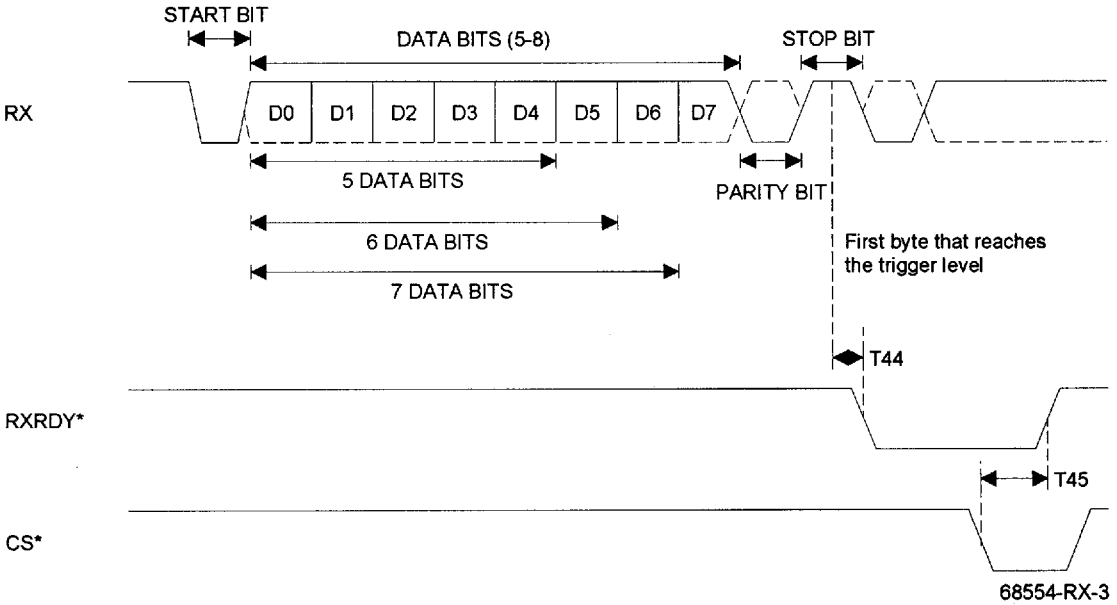 START BIT
DATA BITS (5-8)
STOP BIT
RX
D0 D1 D2 D3 D4 D5 D6 D7
5 DATA BITS
PARITY BIT
6 DATA BITS
First byte that reaches
the trigger level
7 DATA BITS
T44
RXRDY*
T45
CS*
68554-RX-3